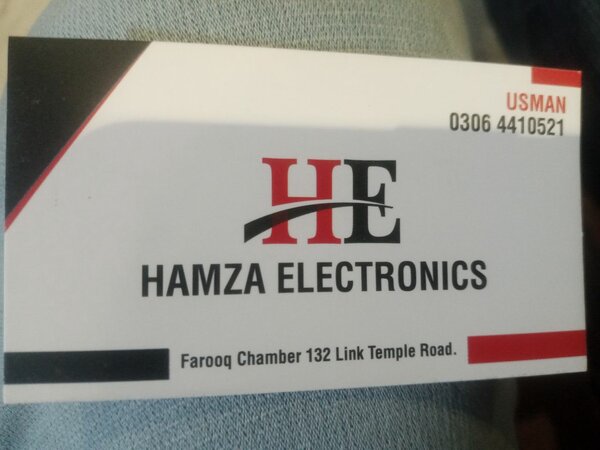 USMAN
0306 4410521
HE
HAMZA ELECTRONICS
Farooq Chamber 132 Link Temple Road.